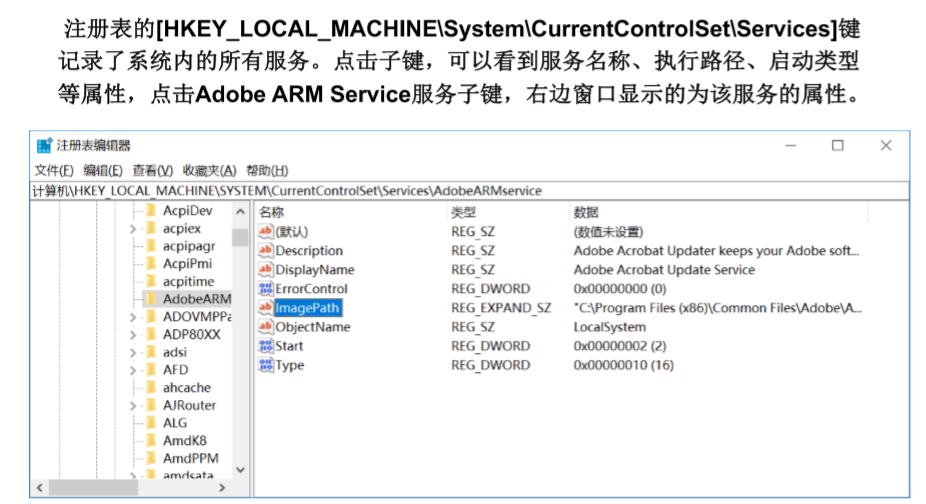 注册表的[HKEY_LOCAL_MACHINE\System\CurrentControlSet\Services]键
记录了系统内的所有服务。点击子键，可以看到服务名称、执行路径、启动类型
等属性，点击Adobe ARM Service服务子键，右边窗口显示的为该服务的属性。
注册表编辑器
文件(F) 编辑(E) 查看(V) 收藏夹(A) 帮助(H)
计算机\HKEY_LOCAL_MACHINE\SYSTEM\CurrentControlSet\Services\AdobeARMservice
AcpiDev
acpiex
acpipagr
AcpiPmi
acpitime
AdobeARM
ADOVMPPa
ADP80XX
adsi
AFD
ahcache
AJRouter
ALG
AmdK8
AmdPPM
amdsata
名称 类型 数据
(默认) REG_SZ (数值未设置)
Description REG_SZ Adobe Acrobat Updater keeps your Adobe soft...
DisplayName REG_SZ Adobe Acrobat Update Service
ErrorControl REG_DWORD 0x00000000 (0)
ImagePath REG_EXPAND_SZ "C:\Program Files (x86)\Common Files\Adobe\A...
ObjectName REG_SZ LocalSystem
Start REG_DWORD 0x00000002 (2)
Type REG_DWORD 0x00000010 (16)